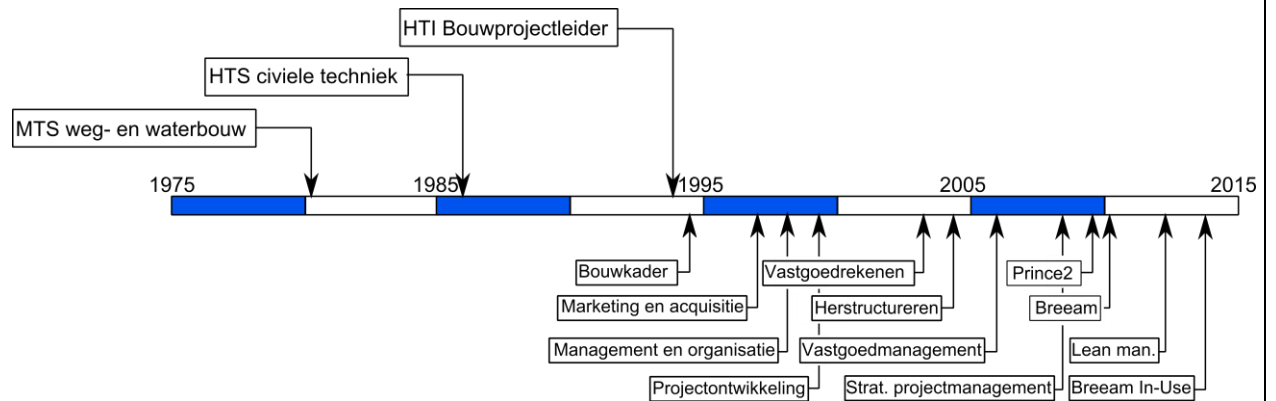 HTI Bouwprojectleider
HTS civiele techniek
MTS weg- en waterbouw
1975
1985
1995
2005
2015
Bouwkader
Vastgoedrekenen
Prince2
Marketing en acquisitie
Herstructureren
Breeam
Management en organisatie
Vastgoedmanagement
Lean man.
Projectontwikkeling
Strat. projectmanagement
Breeam In-Use